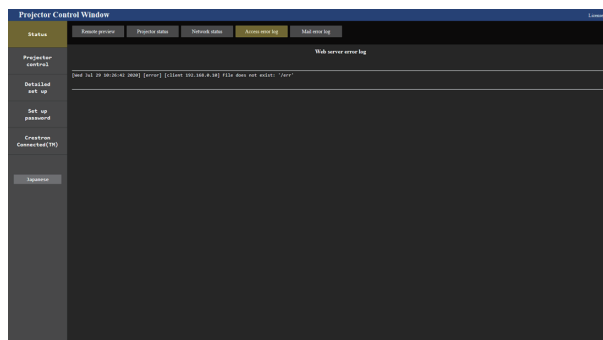 Projector Control Window
License
Status
Remote preview
Projector status
Network status
Access error log
Mail error log
Projector
control
Detailed
set up
Set up
password
Crestron
Connected(TM)
Japanese
Web server error log
[Wed Jul 29 10:26:42 2020] [error] [client 192.168.0.10] File does not exist: '/err'